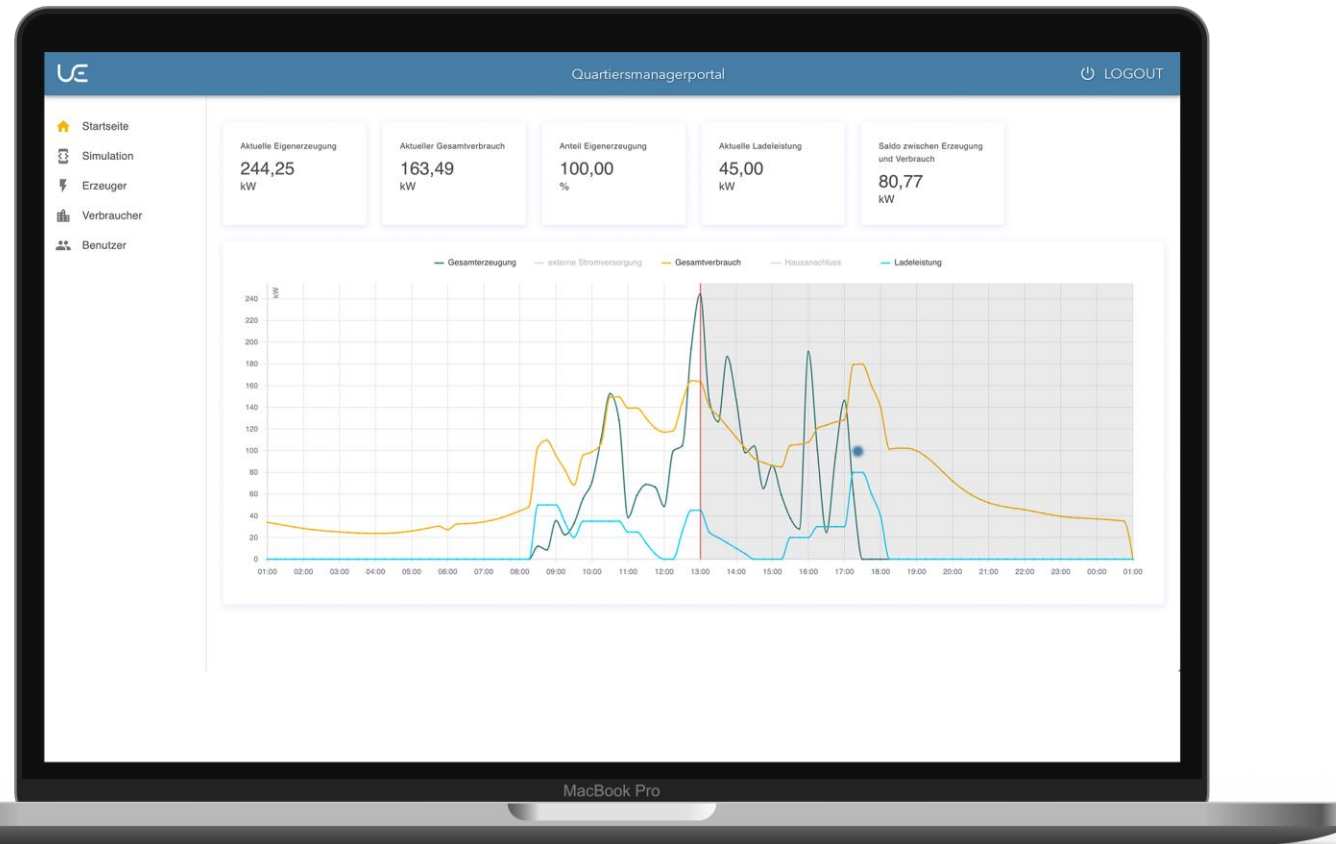 UE
Quartiersmanagerportal
LOGOUT
Startseite
Simulation
Erzeuger
Verbraucher
Benutzer
Aktuelle Eigenerzeugung
244,25
kW
Aktueller Gesamtverbrauch
163,49
kW
Anteil Eigenerzeugung
100,00
%
Aktuelle Ladeleistung
45,00
kW
Saldo zwischen Erzeugung
und Verbrauch
80,77
kW
Gesamterzeugung externe Stromversorgung Gesamtverbrauch Hausanschluss Ladeleistung
kW
240
220
200
180
160
140
120
100
80
60
40
20
0
01:00 02:00 03:00 04:00 05:00 06:00 07:00 08:00 09:00 10:00 11:00 12:00 13:00 14:00 15:00 16:00 17:00 18:00 19:00 20:00 21:00 22:00 23:00 00:00 01:00
MacBook Pro